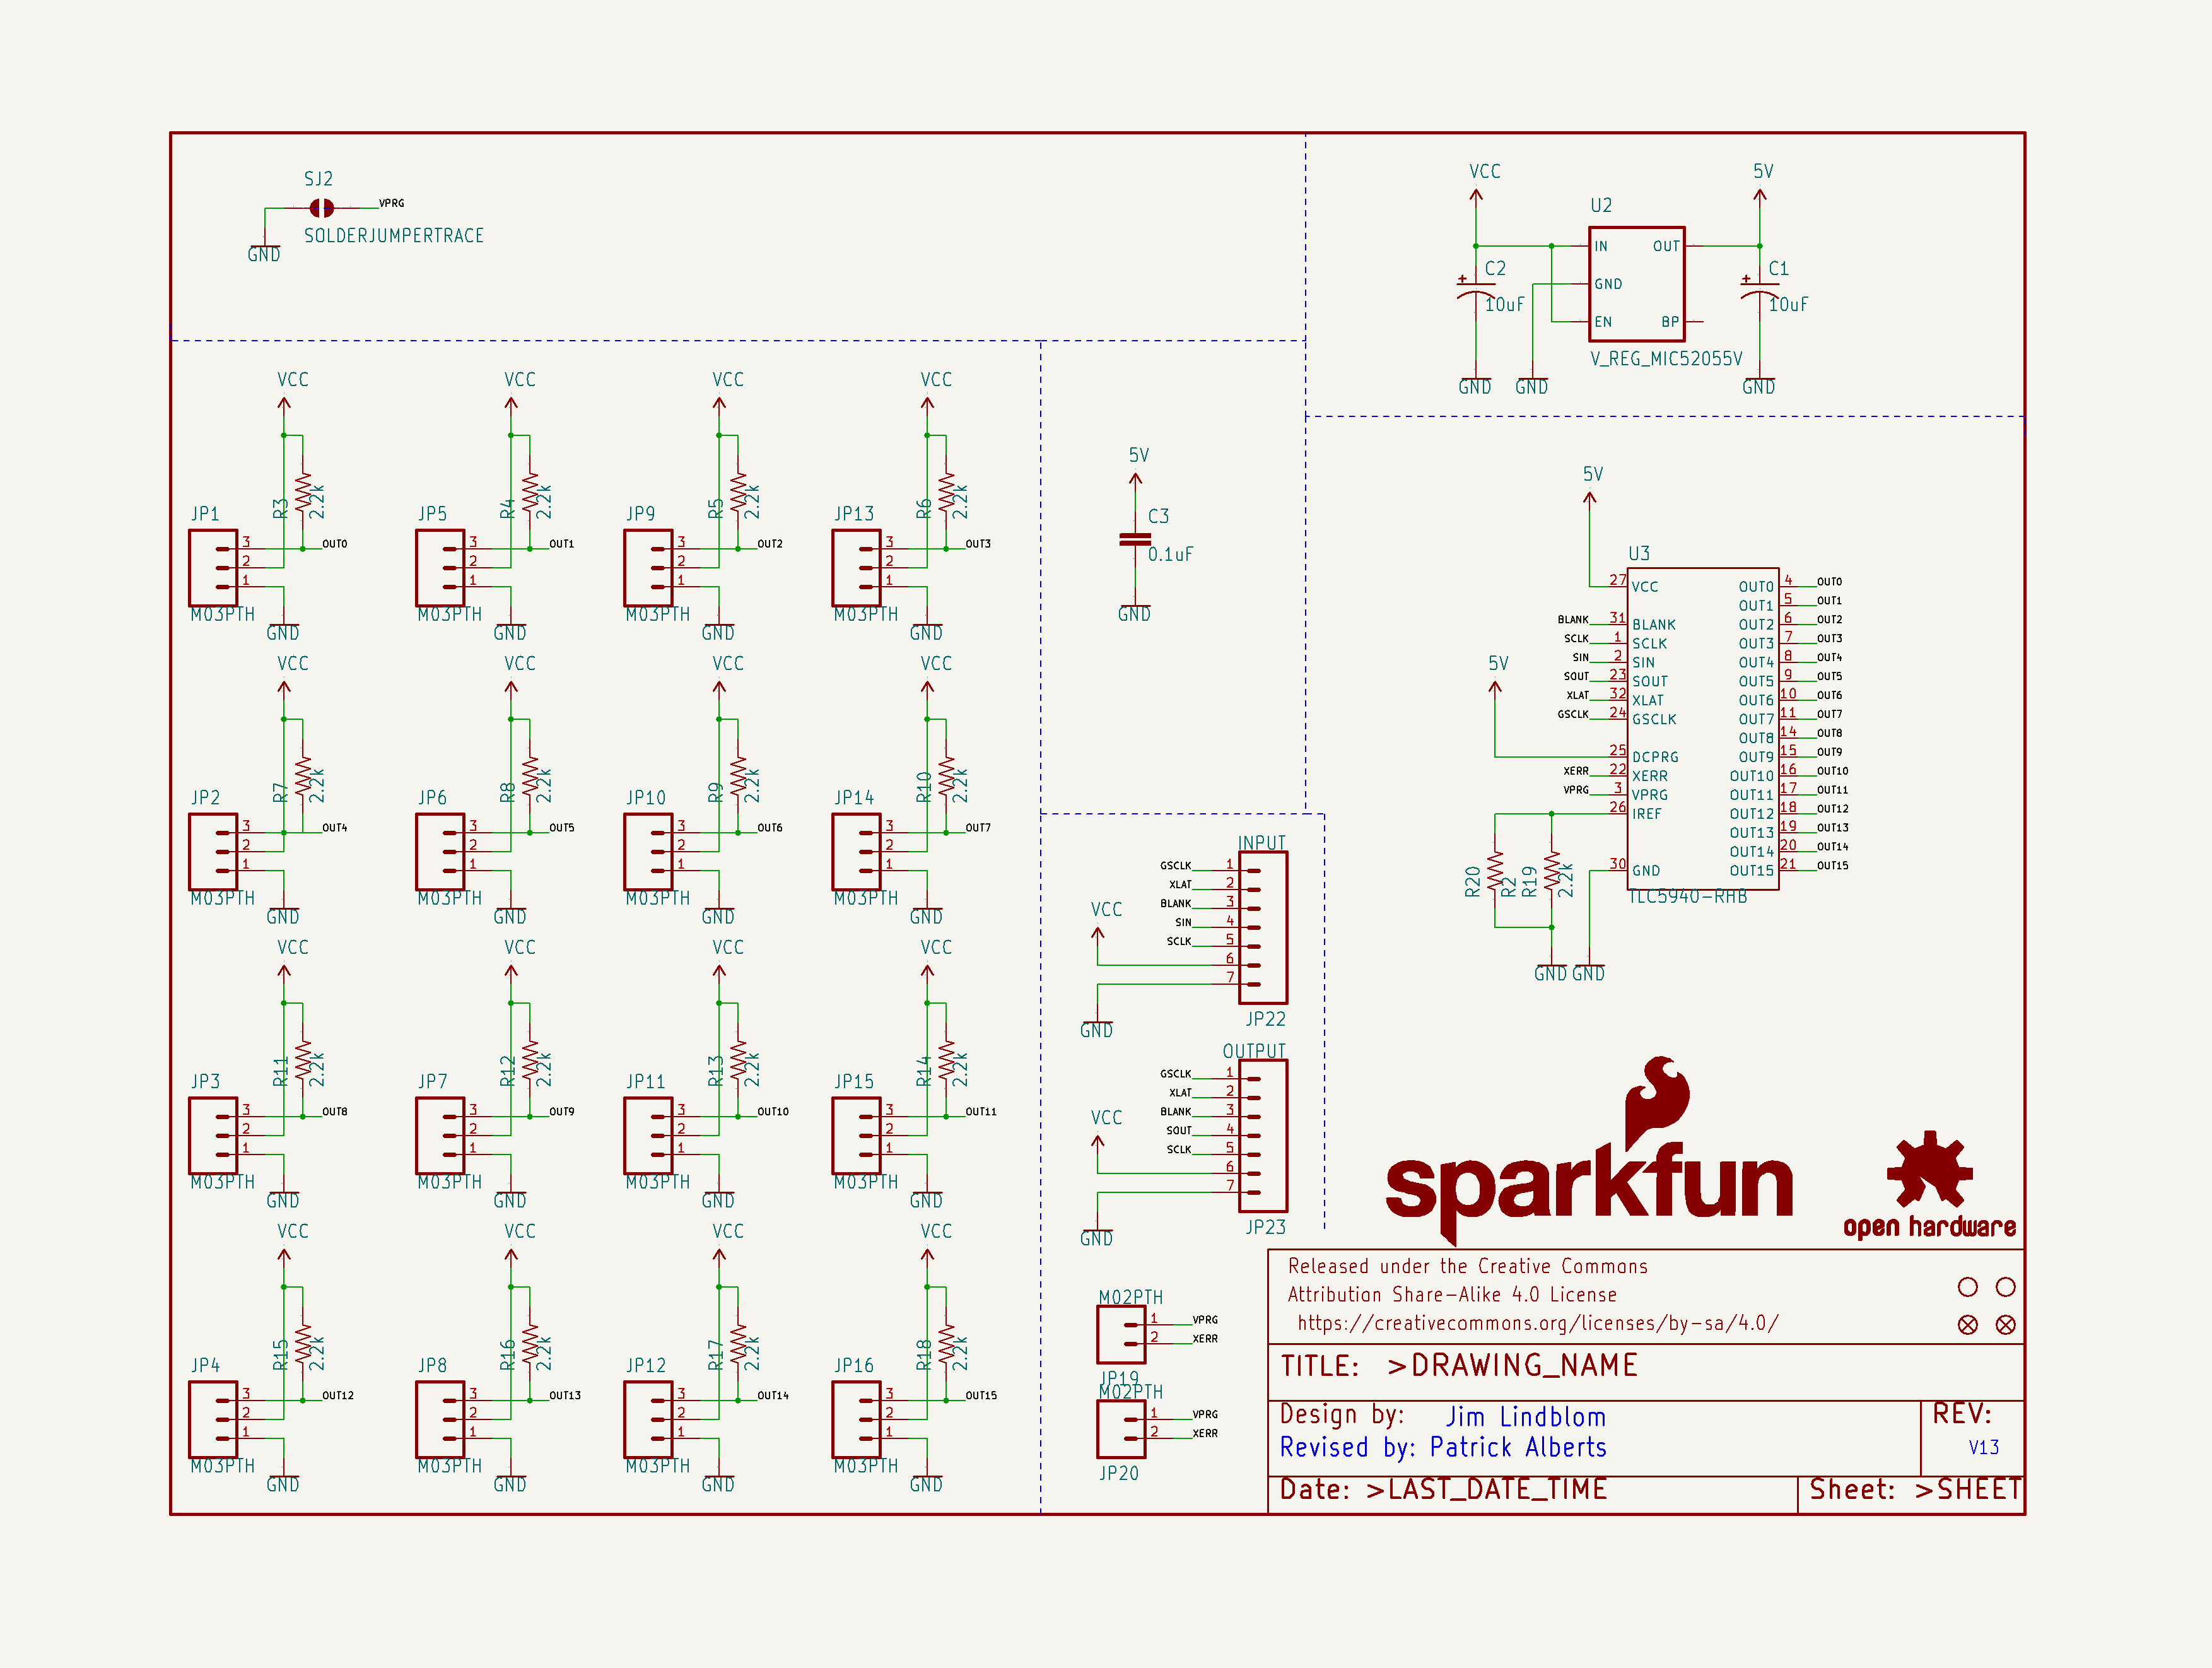 SJ2
VPRG
SOLDERJUMPERTRACE
GND
VCC
5V
U2
IN
OUT
GND
EN
BP
C2
10uF
C1
10uF
V_REG_MIC52055V
GND
GND
GND
VCC
VCC
VCC
VCC
JP1
R3
2.2k
3
2
1
OUT0
M03PTH
GND
JP5
R4
2.2k
3
2
1
OUT1
M03PTH
GND
JP9
R5
2.2k
3
2
1
OUT2
M03PTH
GND
JP13
R6
2.2k
3
2
1
OUT3
M03PTH
GND
VCC
VCC
VCC
VCC
JP2
R7
2.2k
3
2
1
OUT4
M03PTH
GND
JP6
R8
2.2k
3
2
1
OUT5
M03PTH
GND
JP10
R9
2.2k
3
2
1
OUT6
M03PTH
GND
JP14
R10
2.2k
3
2
1
OUT7
M03PTH
GND
VCC
VCC
VCC
VCC
JP3
R11
2.2k
3
2
1
OUT8
M03PTH
GND
JP7
R12
2.2k
3
2
1
OUT9
M03PTH
GND
JP11
R13
2.2k
3
2
1
OUT10
M03PTH
GND
JP15
R14
2.2k
3
2
1
OUT11
M03PTH
GND
VCC
VCC
VCC
VCC
JP4
R15
2.2k
3
2
1
OUT12
M03PTH
GND
JP8
R16
2.2k
3
2
1
OUT13
M03PTH
GND
JP12
R17
2.2k
3
2
1
OUT14
M03PTH
GND
JP16
R18
2.2k
3
2
1
OUT15
M03PTH
GND
5V
C3
0.1uF
GND
INPUT
GSCLK 1
XLAT 2
BLANK 3
SIN 4
SCLK 5
6
7
VCC
GND
JP22
OUTPUT
GSCLK 1
XLAT 2
BLANK 3
SOUT 4
SCLK 5
6
7
VCC
GND
JP23
M02PTH
1 VPRG
2 XERR
JP19
M02PTH
1 VPRG
2 XERR
JP20
5V
5V
U3
27 VCC
BLANK 31 BLANK
SCLK 1 SCLK
SIN 2 SIN
SOUT 23 SOUT
XLAT 32 XLAT
GSCLK 24 GSCLK
25 DCPRG
XERR 22 XERR
VPRG 3 VPRG
26 IREF
30 GND
OUT0 4 OUT0
OUT1 5 OUT1
OUT2 6 OUT2
OUT3 7 OUT3
OUT4 8 OUT4
OUT5 9 OUT5
OUT6 10 OUT6
OUT7 11 OUT7
OUT8 14 OUT8
OUT9 15 OUT9
OUT10 16 OUT10
OUT11 17 OUT11
OUT12 18 OUT12
OUT13 19 OUT13
OUT14 20 OUT14
OUT15 21 OUT15
TLC5940-RHB
R20
R2
R19
2.2k
GND
GND
sparkfun
open hardware
Released under the Creative Commons
Attribution Share-Alike 4.0 License
https://creativecommons.org/licenses/by-sa/4.0/
TITLE: >DRAWING_NAME
Design by: Jim Lindblom
Revised by: Patrick Alberts
REV:
V13
Date: >LAST_DATE_TIME
Sheet: >SHEET